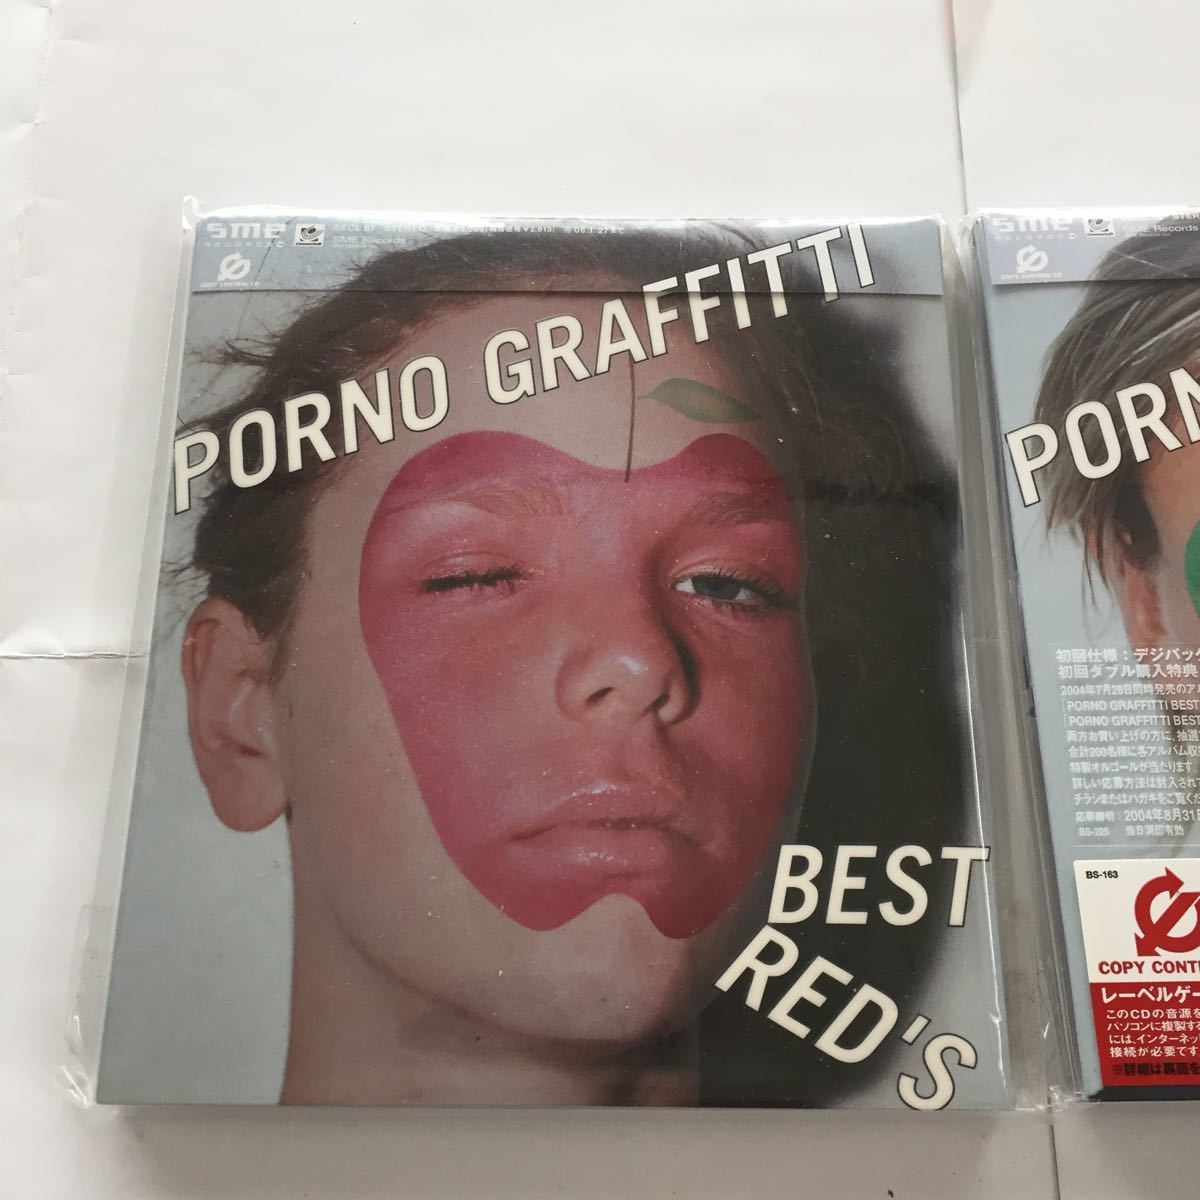 SME
RECORDS
SME Records
COPY CONTROL CD
STEREO
PORNO GRAFFITTI
BEST
RED'S
SME
RECORDS
SME Records
COPY CONTROL CD
PORN
初回仕様：デジパック
初回ダブル購入特典
2004年7月28日同時発売のアル
PORNO GRAFFITTI BEST
PORNO GRAFFITTI BEST
両方お買い上げの方に、抽選
合計200名様に各アルバム収
特製オルゴールが当たります。
詳しい応募方法は封入され
チラシまたはハガキをご覧くだ
応募締切：2004年8月31日
BS-225 当日消印有効
BS-163
COPY CONT
レーベルゲー
このCDの音源を
パソコンに複製する
には、インターネッ
接続が必要です
※詳細は裏面を